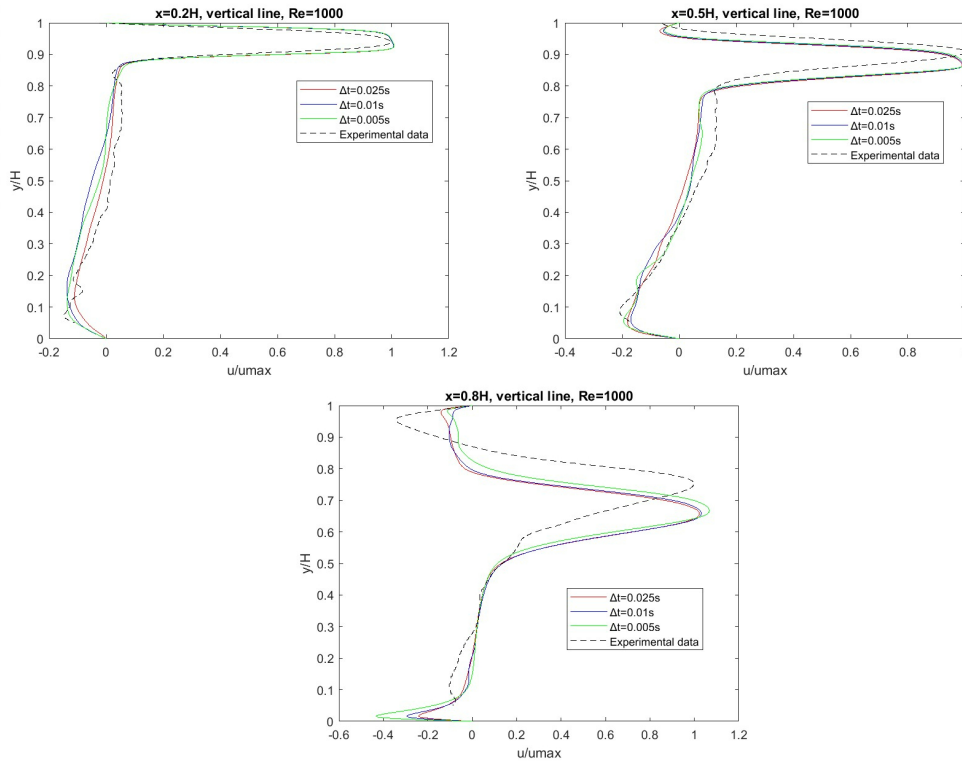 x=0.2H, vertical line, Re=1000
1
0.9
0.8
0.7
0.6
0.5
0.4
0.3
0.2
0.1
0
y/H
Δt=0.025s
Δt=0.01s
Δt=0.005s
Experimental data
-0.2
0
0.2
0.4
0.6
0.8
1
1.2
u/umax
x=0.5H, vertical line, Re=1000
1
0.9
0.8
0.7
0.6
0.5
0.4
0.3
0.2
0.1
0
y/H
Δt=0.025s
Δt=0.01s
Δt=0.005s
Experimental data
-0.4
-0.2
0
0.2
0.4
0.6
0.8
u/umax
x=0.8H, vertical line, Re=1000
1
0.9
0.8
0.7
0.6
0.5
0.4
0.3
0.2
0.1
0
y/H
Δt=0.025s
Δt=0.01s
Δt=0.005s
Experimental data
-0.6
-0.4
-0.2
0
0.2
0.4
0.6
0.8
1
1.2
u/umax